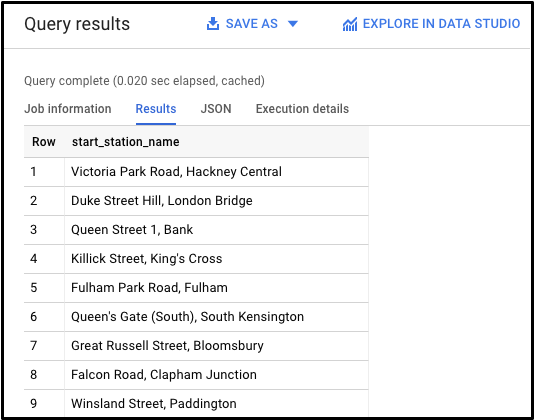 Query results SAVE AS EXPLORE IN DATA STUDIO
Query complete (0.020 sec elapsed, cached)
Job information Results JSON Execution details
Row start_station_name
1 Victoria Park Road, Hackney Central
2 Duke Street Hill, London Bridge
3 Queen Street 1, Bank
4 Killick Street, King's Cross
5 Fulham Park Road, Fulham
6 Queen's Gate (South), South Kensington
7 Great Russell Street, Bloomsbury
8 Falcon Road, Clapham Junction
9 Winsland Street, Paddington